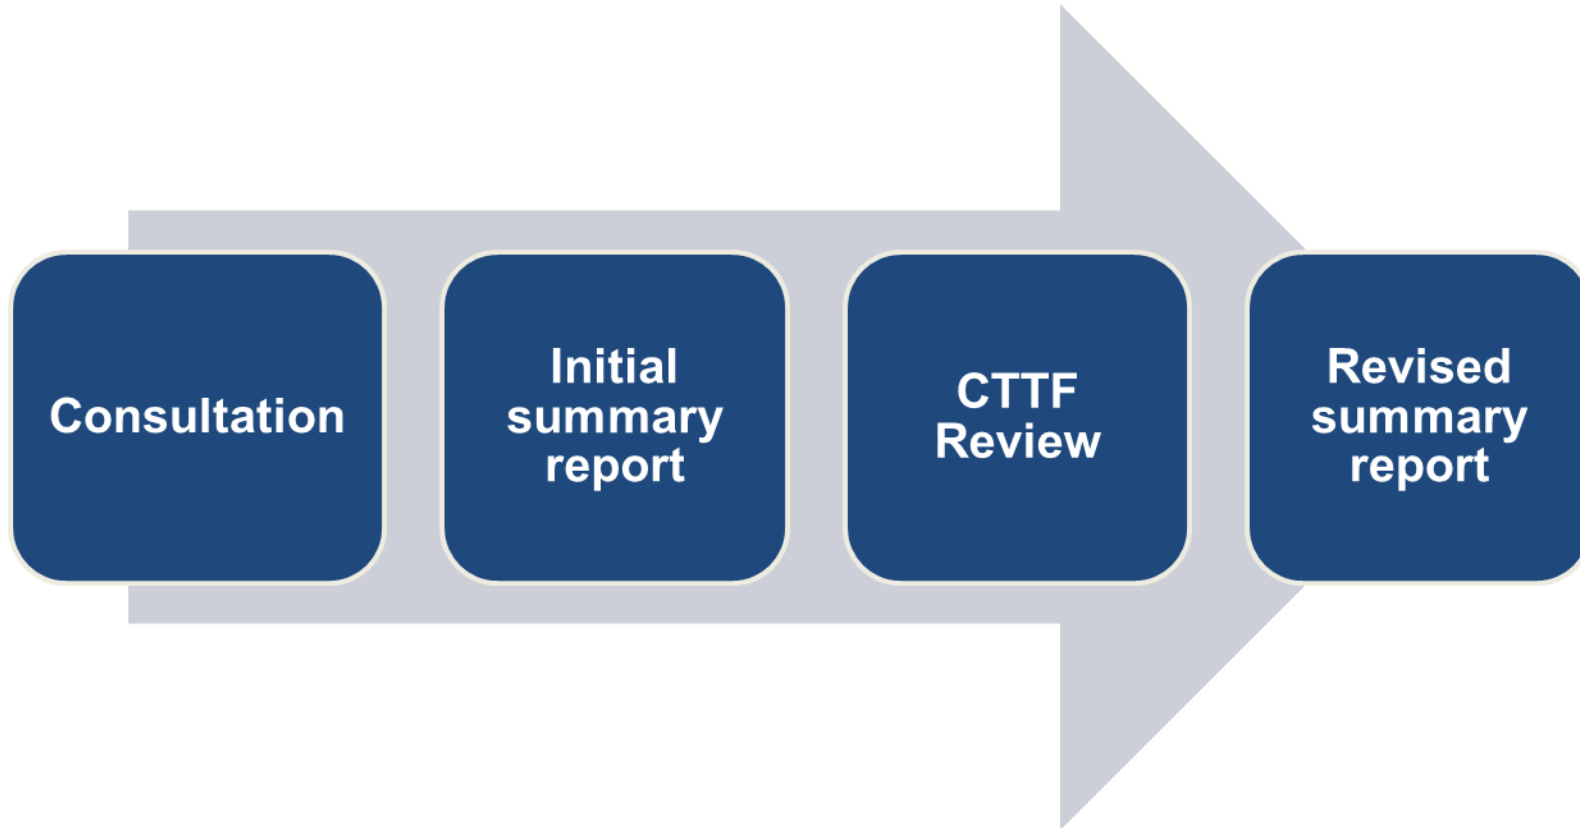 Consultation
Initial
summary
report
CTTF
Review
Revised
summary
report